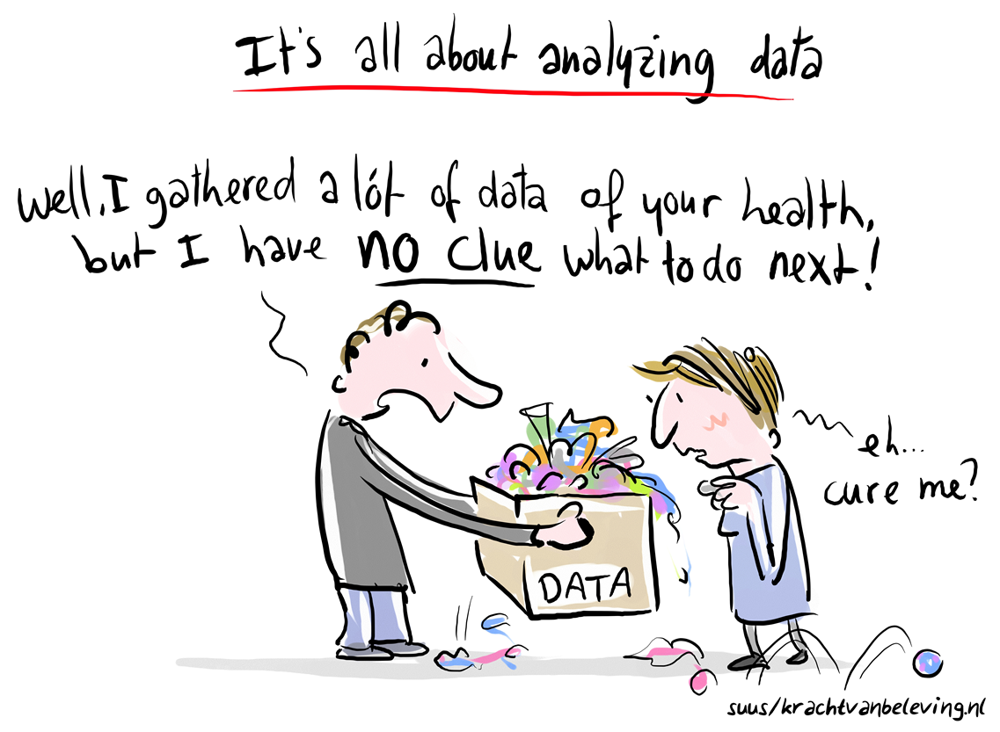 It's all about analyzing data
well, I gathered a lót of data of your health,
but I have no clue what to do next!
eh...
cure me?
DATA
suus/krachtvanbeleving.nl